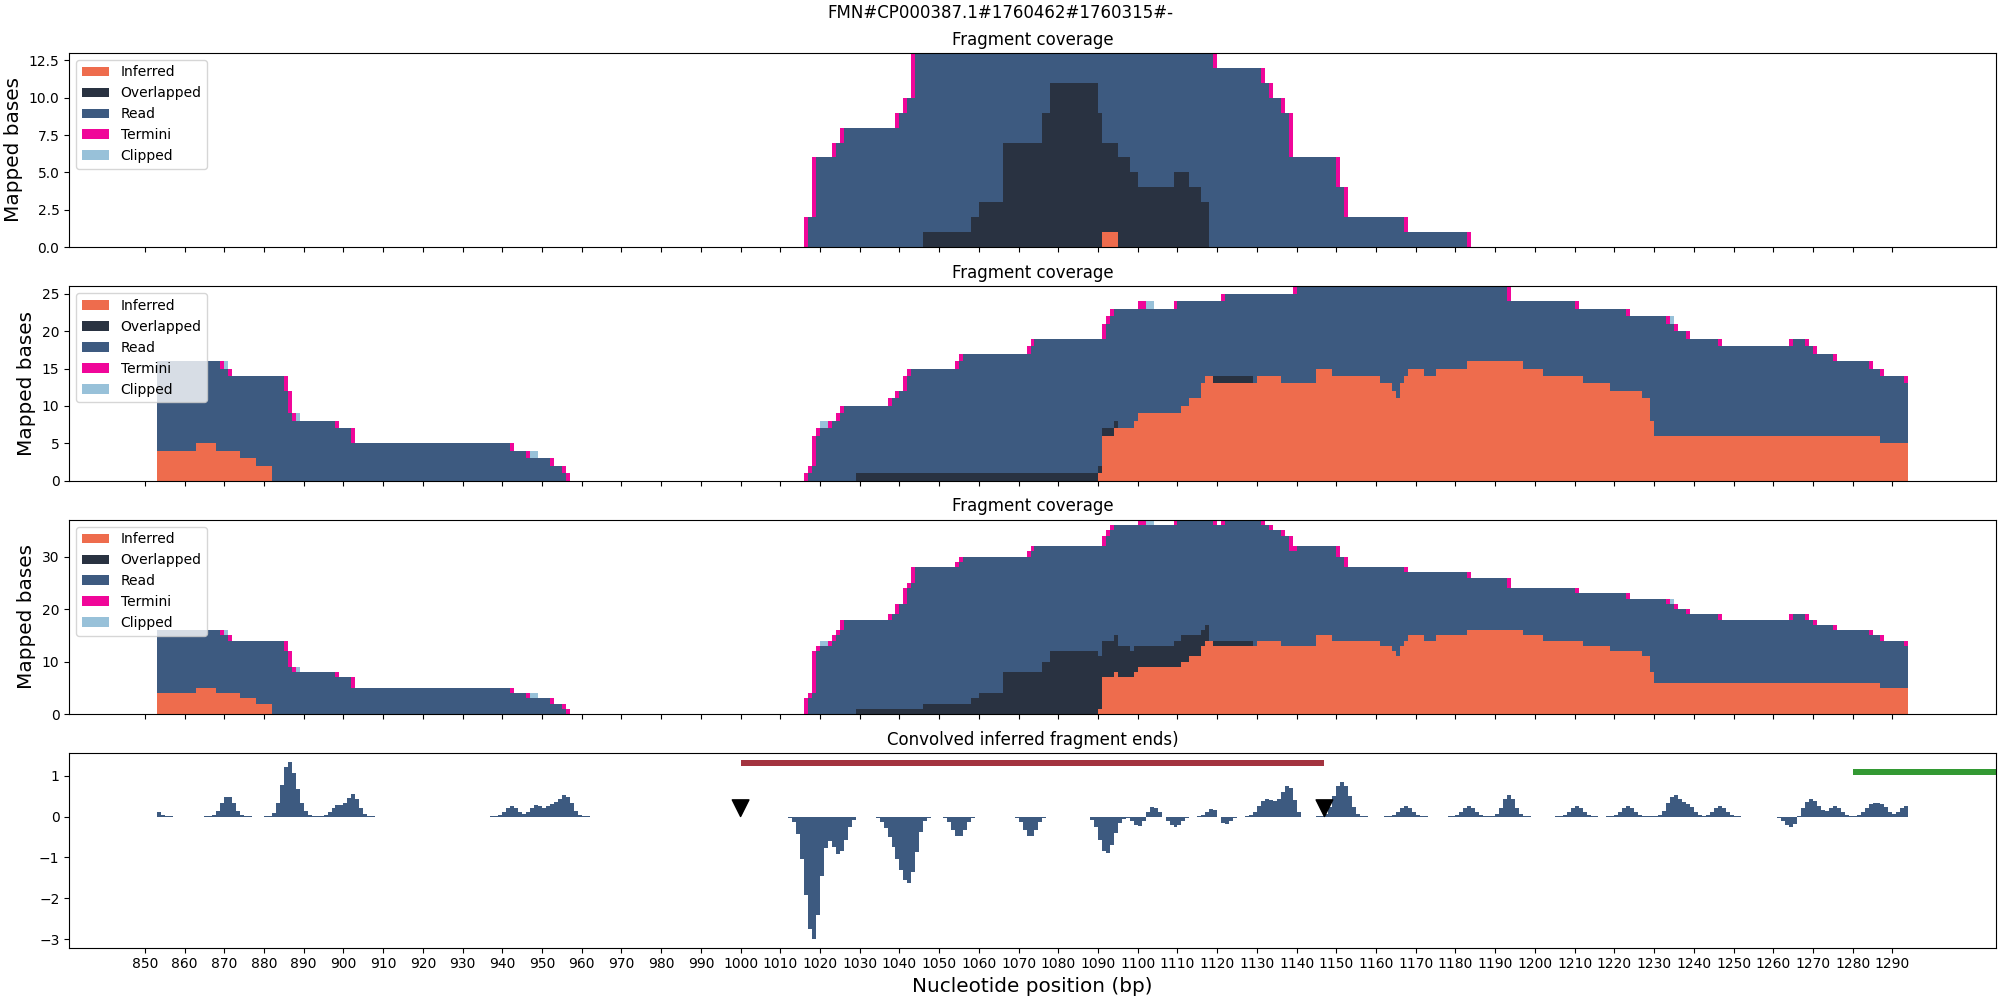 FMN#CP000387.1#1760462#1760315#-
Fragment coverage
Mapped bases
12.5
10.0
7.5
5.0
2.5
0.0
Inferred
Overlapped
Read
Termini
Clipped
Fragment coverage
Mapped bases
25
20
15
10
5
0
Inferred
Overlapped
Read
Termini
Clipped
Fragment coverage
Mapped bases
30
20
10
0
Inferred
Overlapped
Read
Termini
Clipped
Convolved inferred fragment ends)
1
0
−1
−2
−3
850 860 870 880 890 900 910 920 930 940 950 960 970 980 990 1000 1010 1020 1030 1040 1050 1060 1070 1080 1090 1100 1110 1120 1130 1140 1150 1160 1170 1180 1190 1200 1210 1220 1230 1240 1250 1260 1270 1280 1290
Nucleotide position (bp)